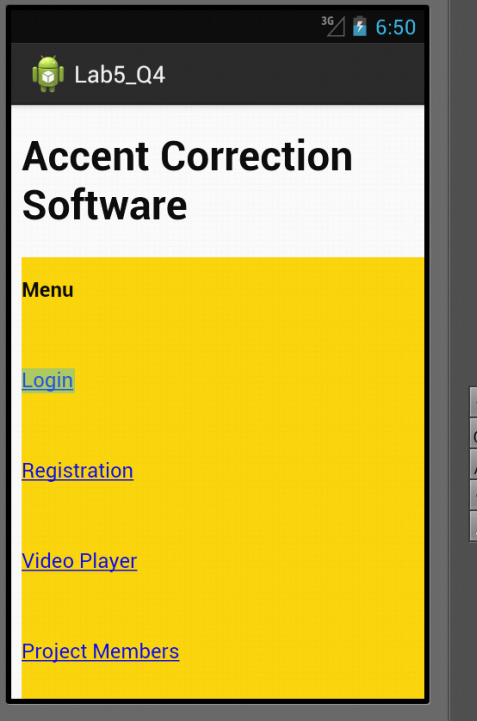 3G 6:50
Lab5_Q4
Accent Correction
Software
Menu
Login
Registration
Video Player
Project Members